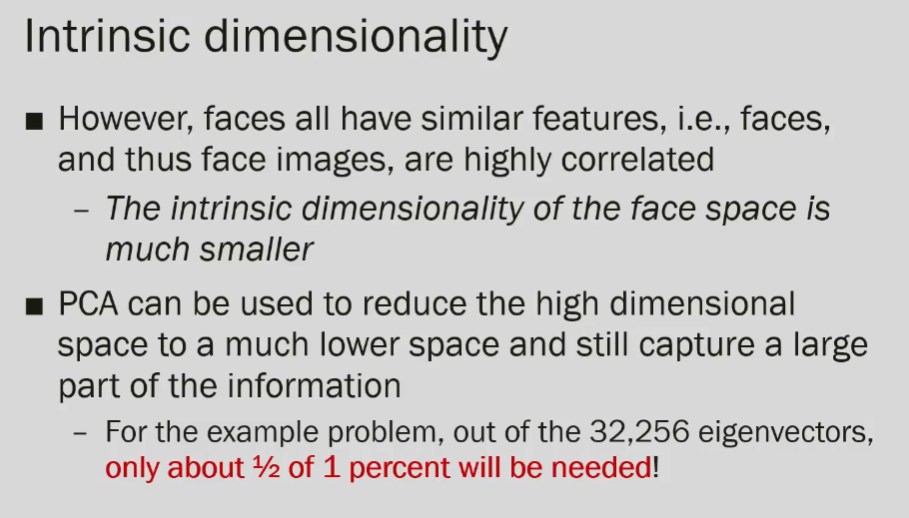 Intrinsic dimensionality
■ However, faces all have similar features, i.e., faces,
and thus face images, are highly correlated
– The intrinsic dimensionality of the face space is
much smaller
■ PCA can be used to reduce the high dimensional
space to a much lower space and still capture a large
part of the information
– For the example problem, out of the 32,256 eigenvectors,
only about ½ of 1 percent will be needed!